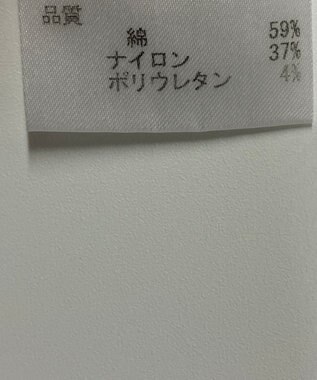 品質
綿 59%
ナイロン 37%
ポリウレタン 4%